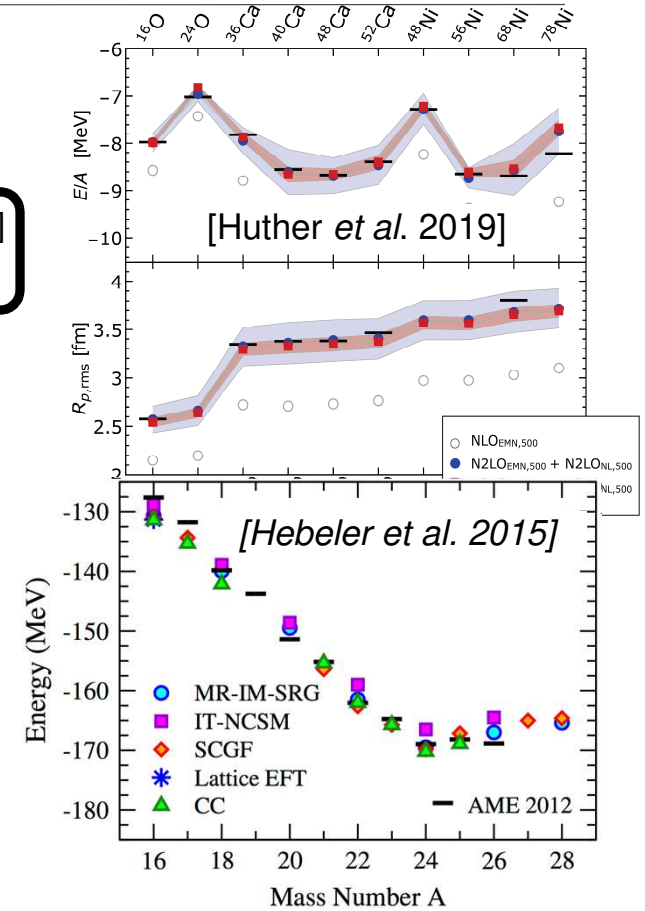 16O 24O 36Ca 40Ca 48Ca 52Ca 48Ni 56Ni 68Ni 78Ni
−6
−7
−8
−9
−10
E/A [MeV]
]
[Huther et al. 2019]
4
3.5
3
2.5
2
Rp,rms [fm]
NLOEMN,500
N2LOEMN,500 + N2LONL,500
NL,500
[Hebeler et al. 2015]
-130
-140
-150
-160
-170
-180
Energy (MeV)
MR-IM-SRG
IT-NCSM
SCGF
Lattice EFT
CC
AME 2012
16 18 20 22 24 26 28
Mass Number A